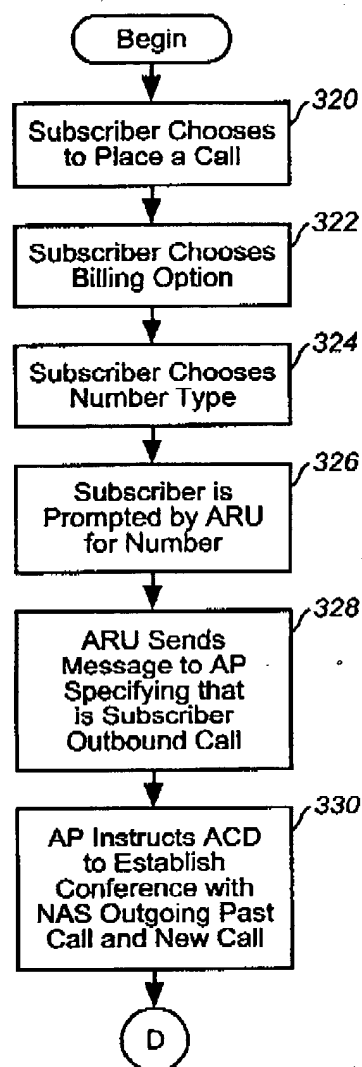 Begin
320
Subscriber Chooses
to Place a Call
322
Subscriber Chooses
Billing Option
324
Subscriber Chooses
Number Type
326
Subscriber is
Prompted by ARU
for Number
328
ARU Sends
Message to AP
Specifying that
is Subscriber
Outbound Call
330
AP Instructs ACD
to Establish
Conference with
NAS Outgoing Past
Call and New Call
D